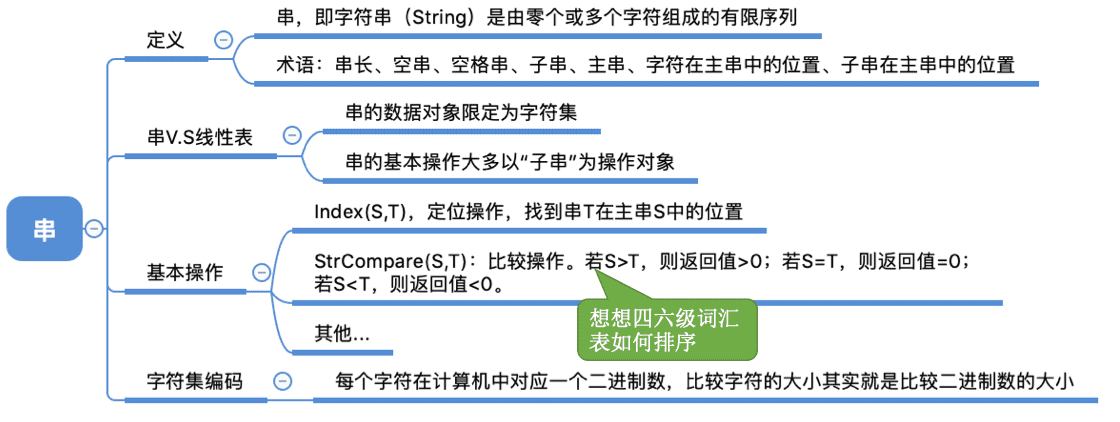 串
定义
串，即字符串（String）是由零个或多个字符组成的有限序列
术语：串长、空串、空格串、子串、主串、字符在主串中的位置、子串在主串中的位置
串V.S线性表
串的数据对象限定为字符集
串的基本操作大多以“子串”为操作对象
基本操作
Index(S,T)，定位操作，找到串T在主串S中的位置
StrCompare(S,T)：比较操作。若S>T，则返回值>0；若S=T，则返回值=0；
若S<T，则返回值<0。
想想四六级词汇
表如何排序
其他...
字符集编码
每个字符在计算机中对应一个二进制数，比较字符的大小其实就是比较二进制数的大小